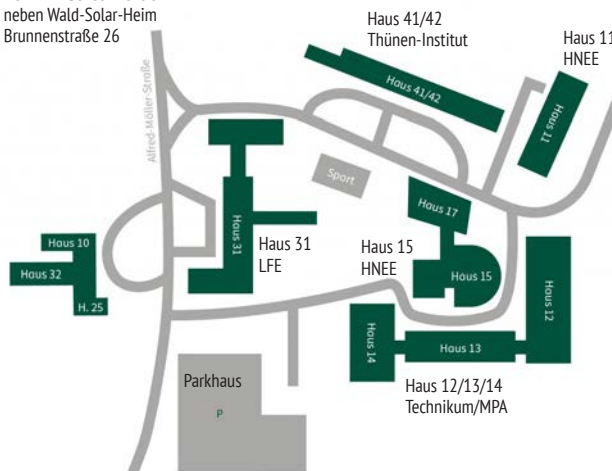 neben Wald-Solar-Heim
Brunnenstraße 26
Haus 41/42
Thünen-Institut
Haus 11
HNEE
Alfred-Möller-Straße
Haus 41/42
Haus 11
Sport
Haus 17
Haus 31
Haus 31
LFE
Haus 15
HNEE
Haus 15
Haus 10
Haus 32
H. 25
Haus 12
Haus 14
Haus 13
Parkhaus
P
Haus 12/13/14
Technikum/MPA